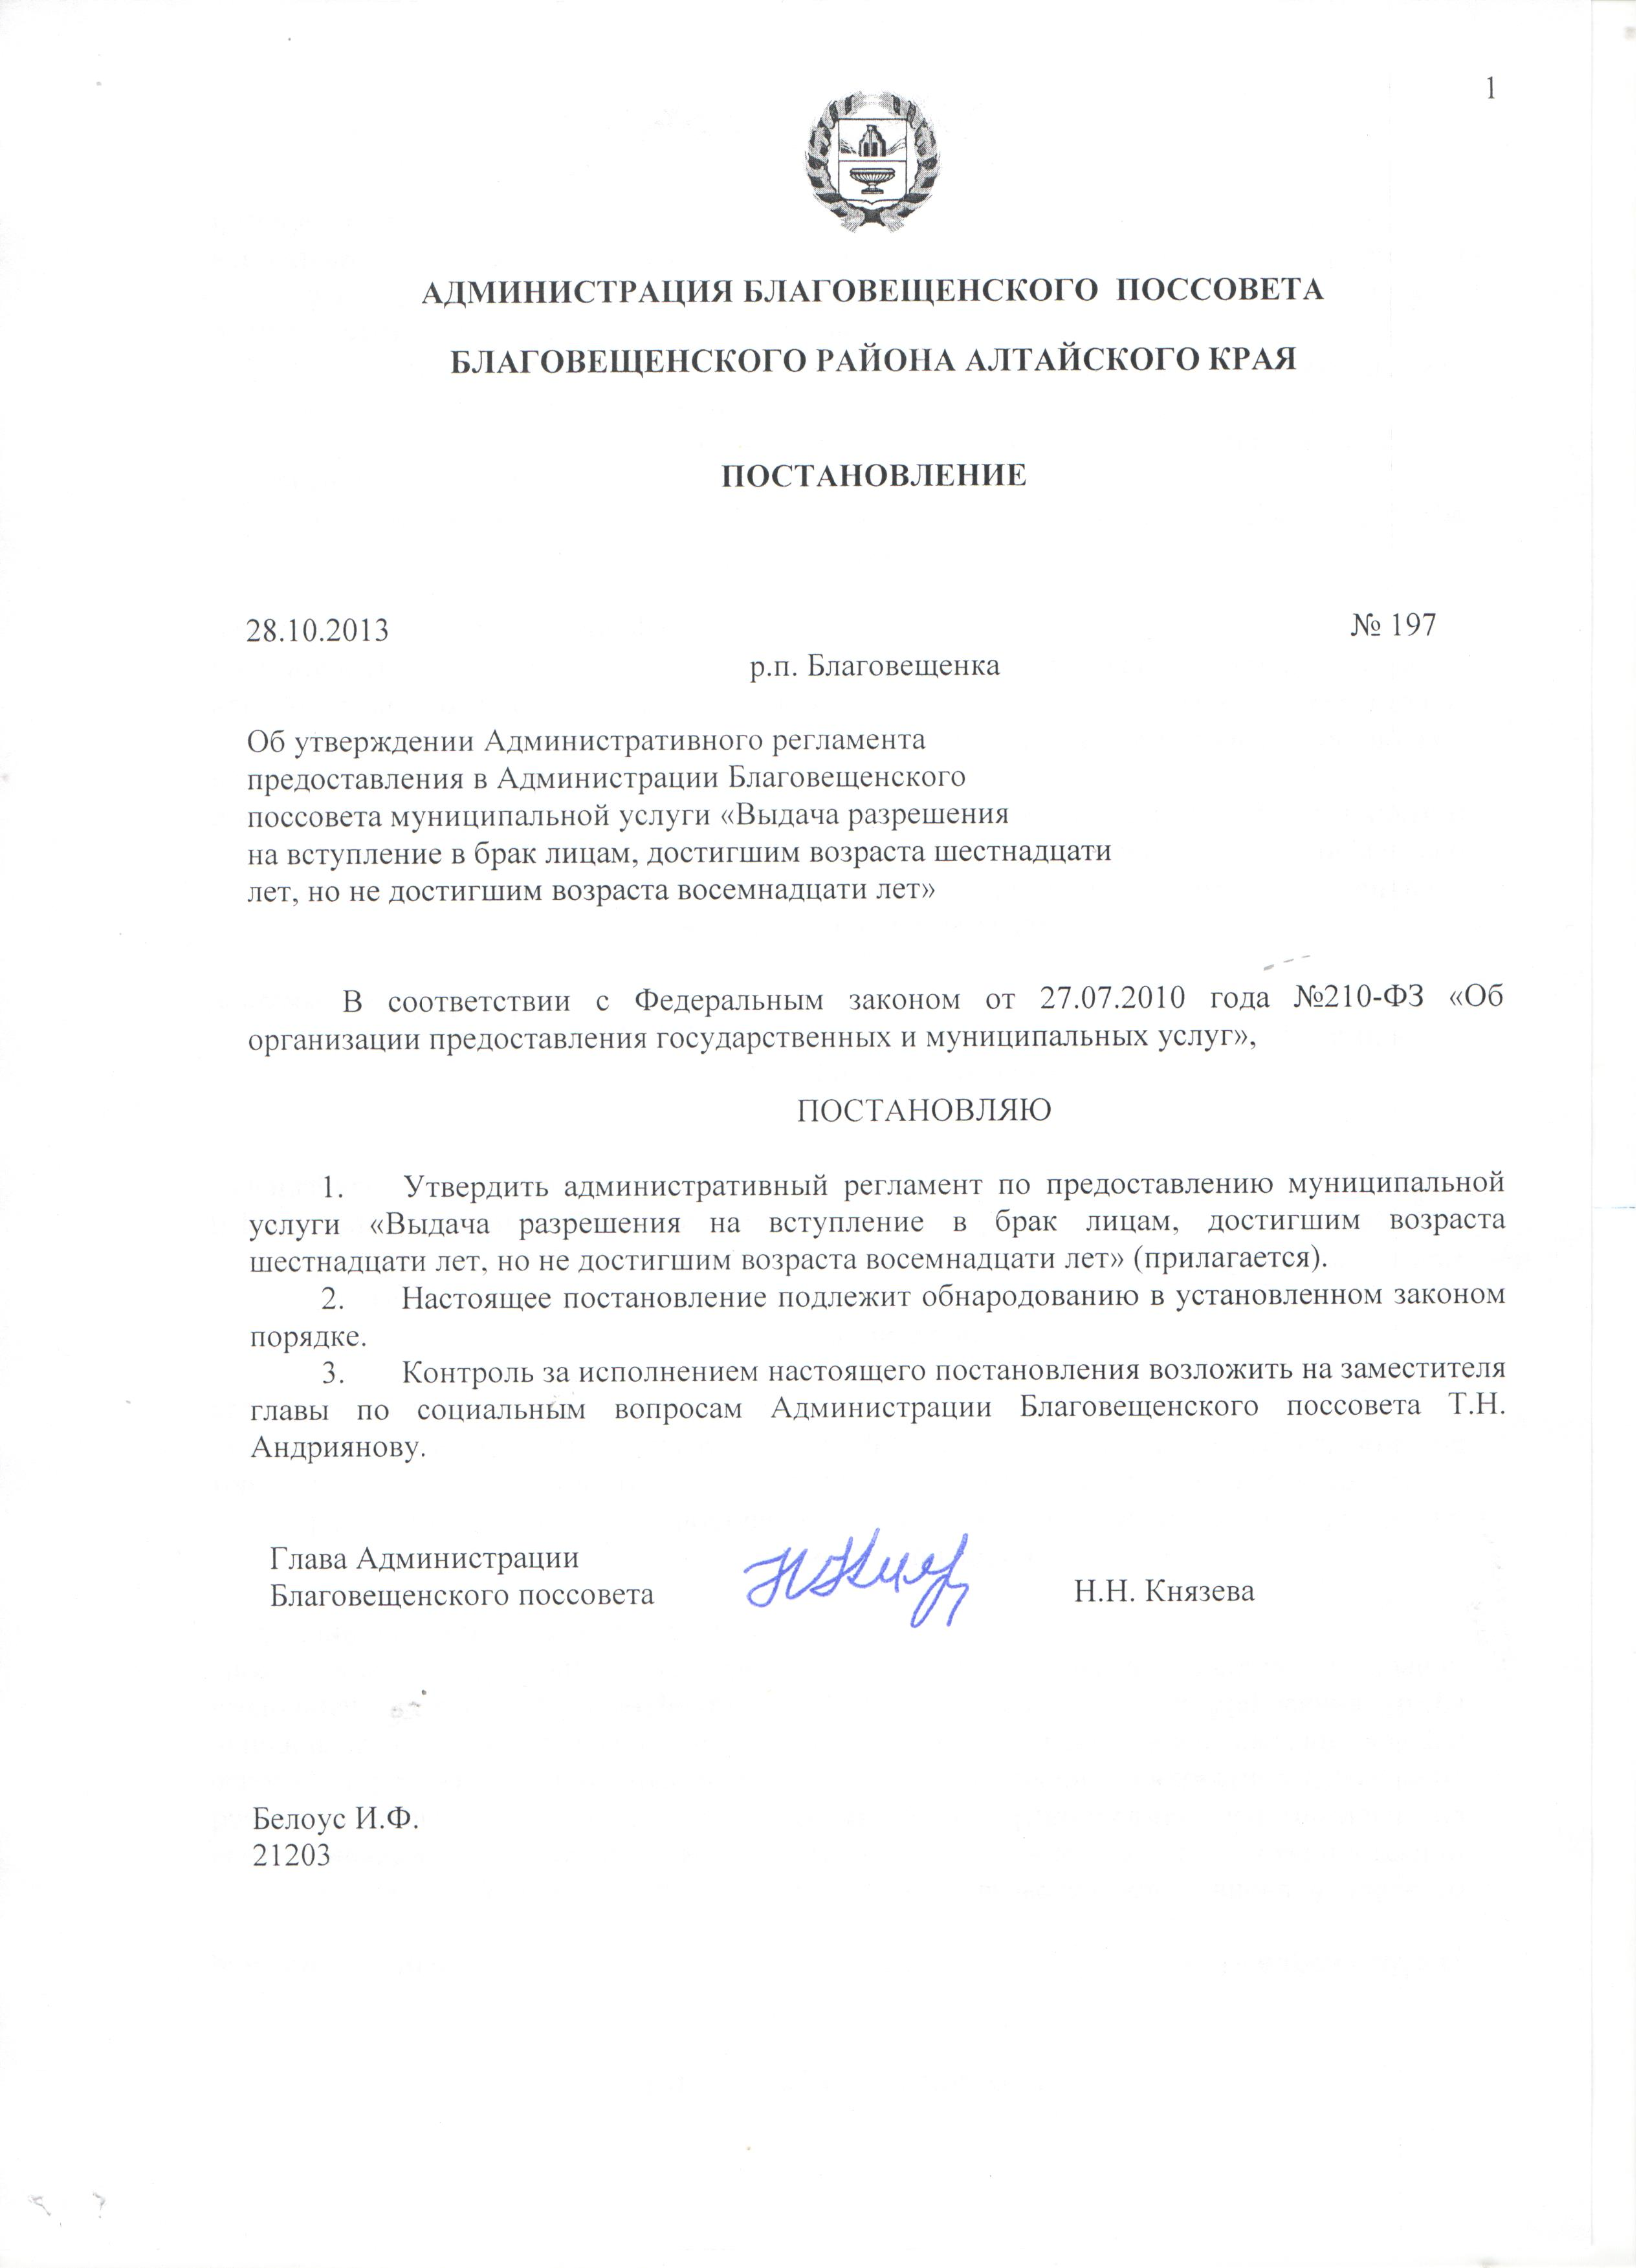 1
АДМИНИСТРАЦИЯ БЛАГОВЕЩЕНСКОГО ПОССОВЕТА
БЛАГОВЕЩЕНСКОГО РАЙОНА АЛТАЙСКОГО КРАЯ
ПОСТАНОВЛЕНИЕ
28.10.2013 № 197
р.п. Благовещенка
Об утверждении Административного регламента
предоставления в Администрации Благовещенского
поссовета муниципальной услуги «Выдача разрешения
на вступление в брак лицам, достигшим возраста шестнадцати
лет, но не достигшим возраста восемнадцати лет»
В соответствии с Федеральным законом от 27.07.2010 года №210-ФЗ «Об
организации предоставления государственных и муниципальных услуг»,
ПОСТАНОВЛЯЮ
1. Утвердить административный регламент по предоставлению муниципальной
услуги «Выдача разрешения на вступление в брак лицам, достигшим возраста
шестнадцати лет, но не достигшим возраста восемнадцати лет» (прилагается).
2. Настоящее постановление подлежит обнародованию в установленном законом
порядке.
3. Контроль за исполнением настоящего постановления возложить на заместителя
главы по социальным вопросам Администрации Благовещенского поссовета Т.Н.
Андриянову.
Глава Администрации
Благовещенского поссовета Н.Н. Князева
Белоус И.Ф.
21203